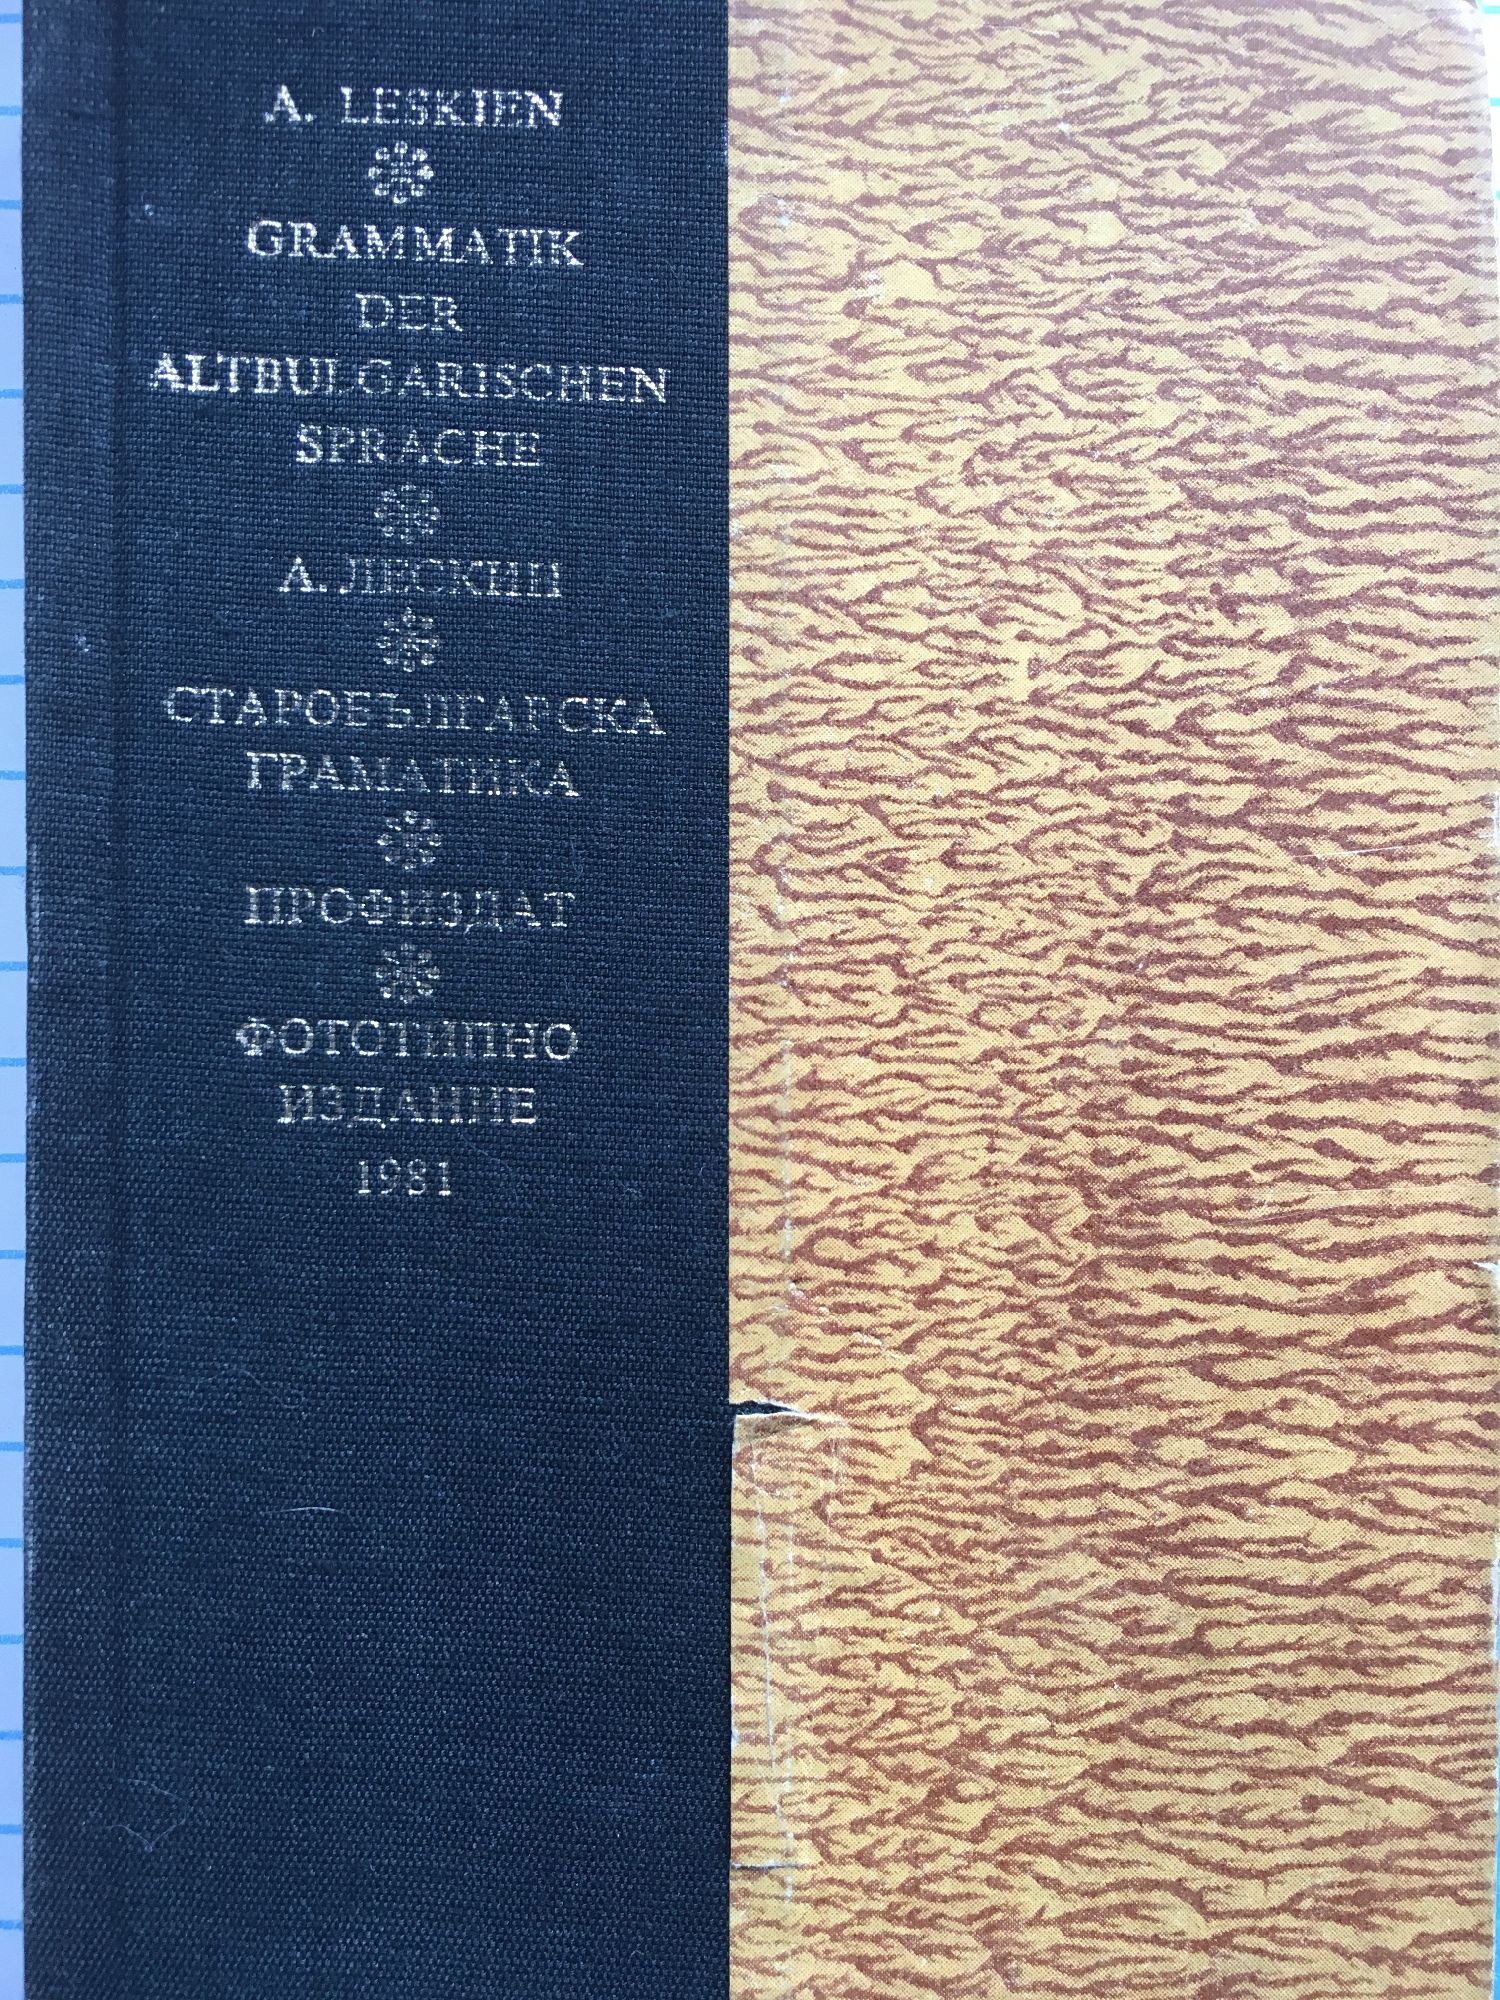 A. LESKIEN
GRAMMATIK
DER
ALTBULGARISCHEN
SPRACHE
А. ЛЕСКИН
СТАРОБЪЛГАРСКА
ГРАМАТИКА
ПРОФИЗДАТ
ФОТОТИПНО
ИЗДАНИЕ
1981